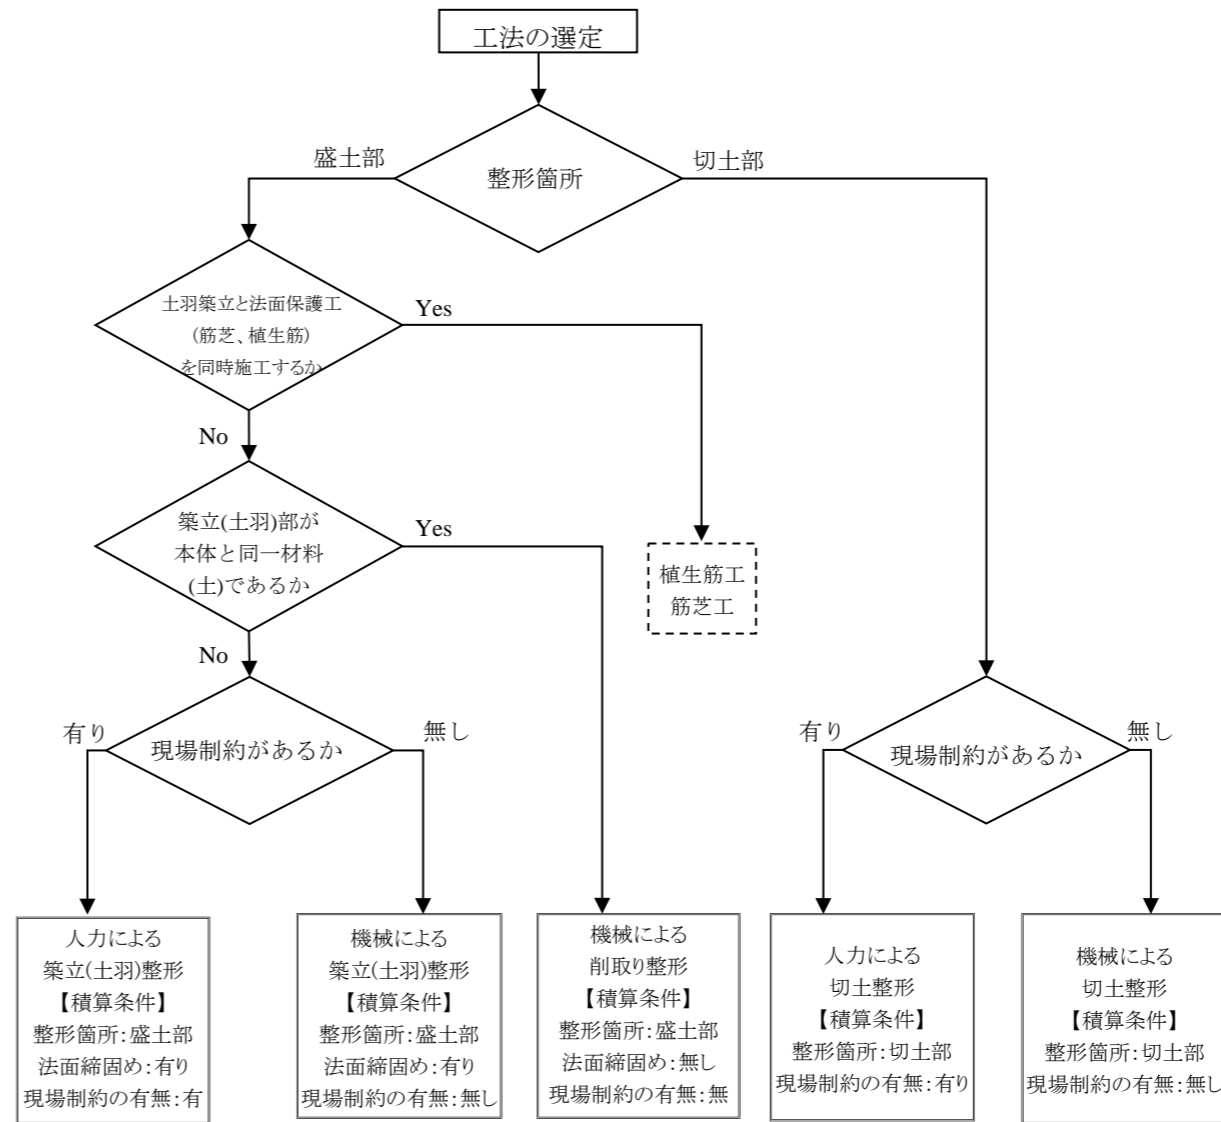 工法の選定
整形箇所
盛土部
切土部
土羽築立と法面保護工
(筋芝、植生筋)
を同時施工するか
Yes
No
築立(土羽)部が
本体と同一材料
(土)であるか
Yes
No
植生筋工
筋芝工
現場制約があるか
有り
無し
現場制約があるか
有り
無し
人力による
築立(土羽)整形
【積算条件】
整形箇所:盛土部
法面締固め:有り
現場制約の有無:有
機械による
築立(土羽)整形
【積算条件】
整形箇所:盛土部
法面締固め:有り
現場制約の有無:無し
機械による
削取り整形
【積算条件】
整形箇所:盛土部
法面締固め:無し
現場制約の有無:無
人力による
切土整形
【積算条件】
整形箇所:切土部
現場制約の有無:有り
機械による
切土整形
【積算条件】
整形箇所:切土部
現場制約の有無:無し